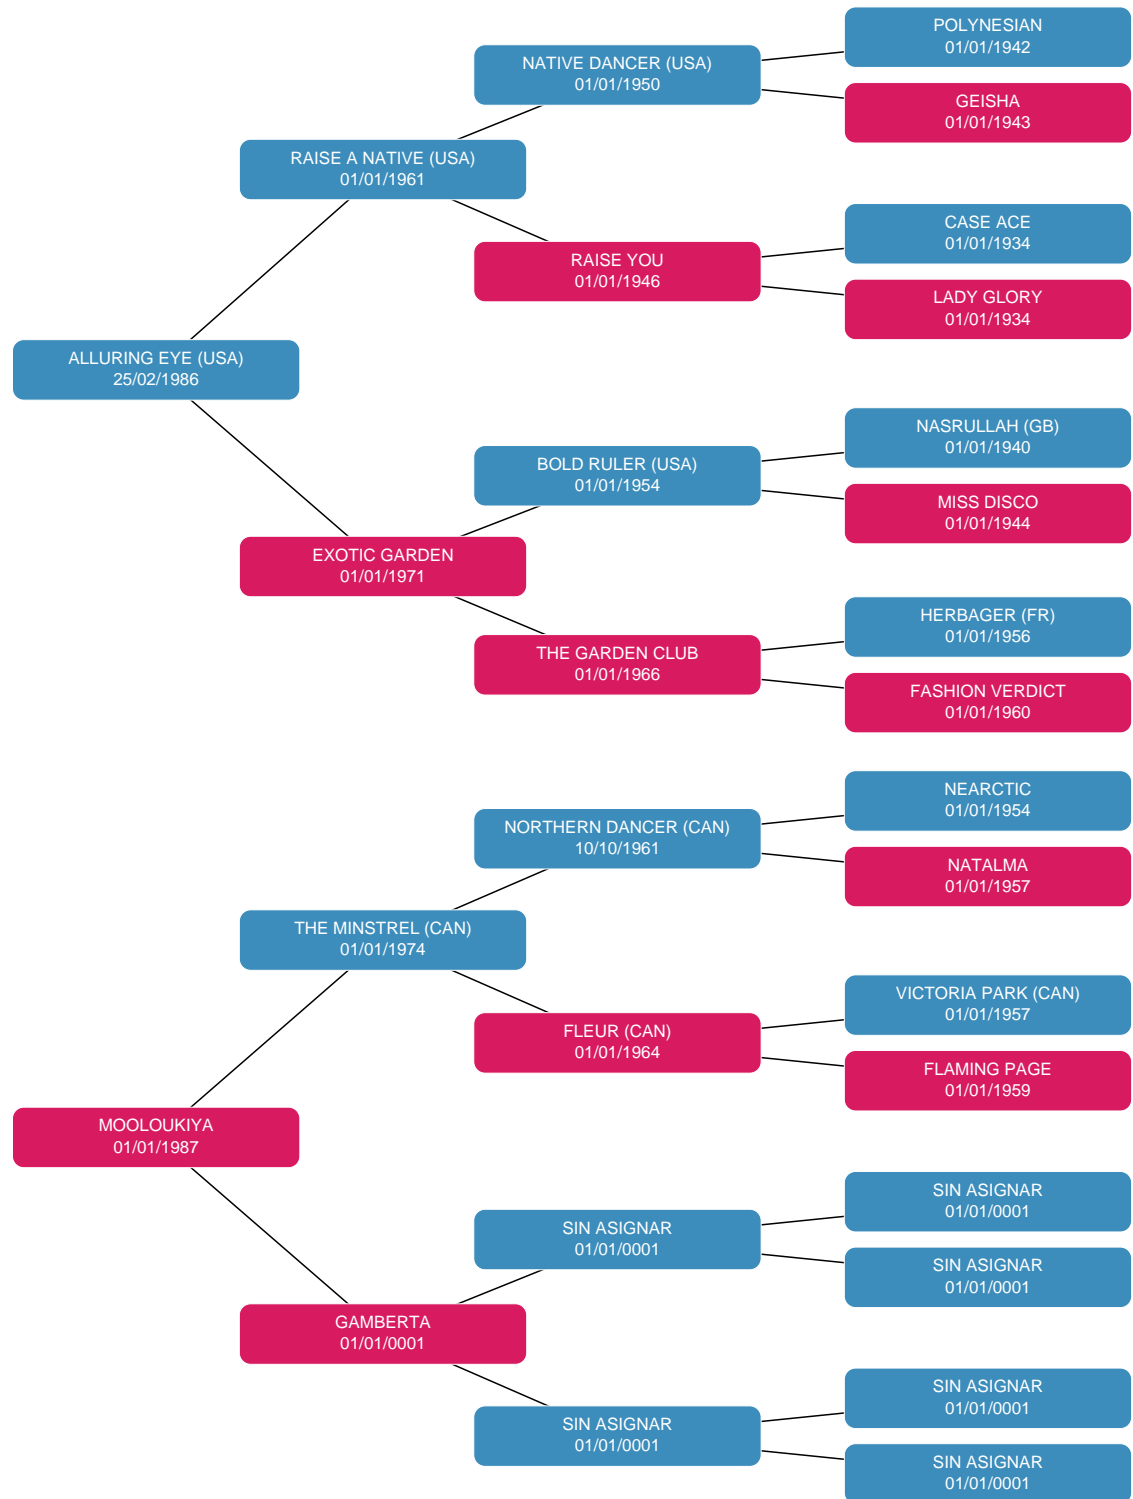 POLYNESIAN
01/01/1942
NATIVE DANCER (USA)
01/01/1950
GEISHA
01/01/1943
RAISE A NATIVE (USA)
01/01/1961
CASE ACE
01/01/1934
RAISE YOU
01/01/1946
LADY GLORY
01/01/1934
ALLURING EYE (USA)
25/02/1986
NASRULLAH (GB)
01/01/1940
BOLD RULER (USA)
01/01/1954
MISS DISCO
01/01/1944
EXOTIC GARDEN
01/01/1971
HERBAGER (FR)
01/01/1956
THE GARDEN CLUB
01/01/1966
FASHION VERDICT
01/01/1960
NEARCTIC
01/01/1954
NORTHERN DANCER (CAN)
10/10/1961
NATALMA
01/01/1957
THE MINSTREL (CAN)
01/01/1974
VICTORIA PARK (CAN)
01/01/1957
FLEUR (CAN)
01/01/1964
FLAMING PAGE
01/01/1959
MOOLOUKIYA
01/01/1987
SIN ASIGNAR
01/01/0001
SIN ASIGNAR
01/01/0001
SIN ASIGNAR
01/01/0001
GAMBERTA
01/01/0001
SIN ASIGNAR
01/01/0001
SIN ASIGNAR
01/01/0001
SIN ASIGNAR
01/01/0001